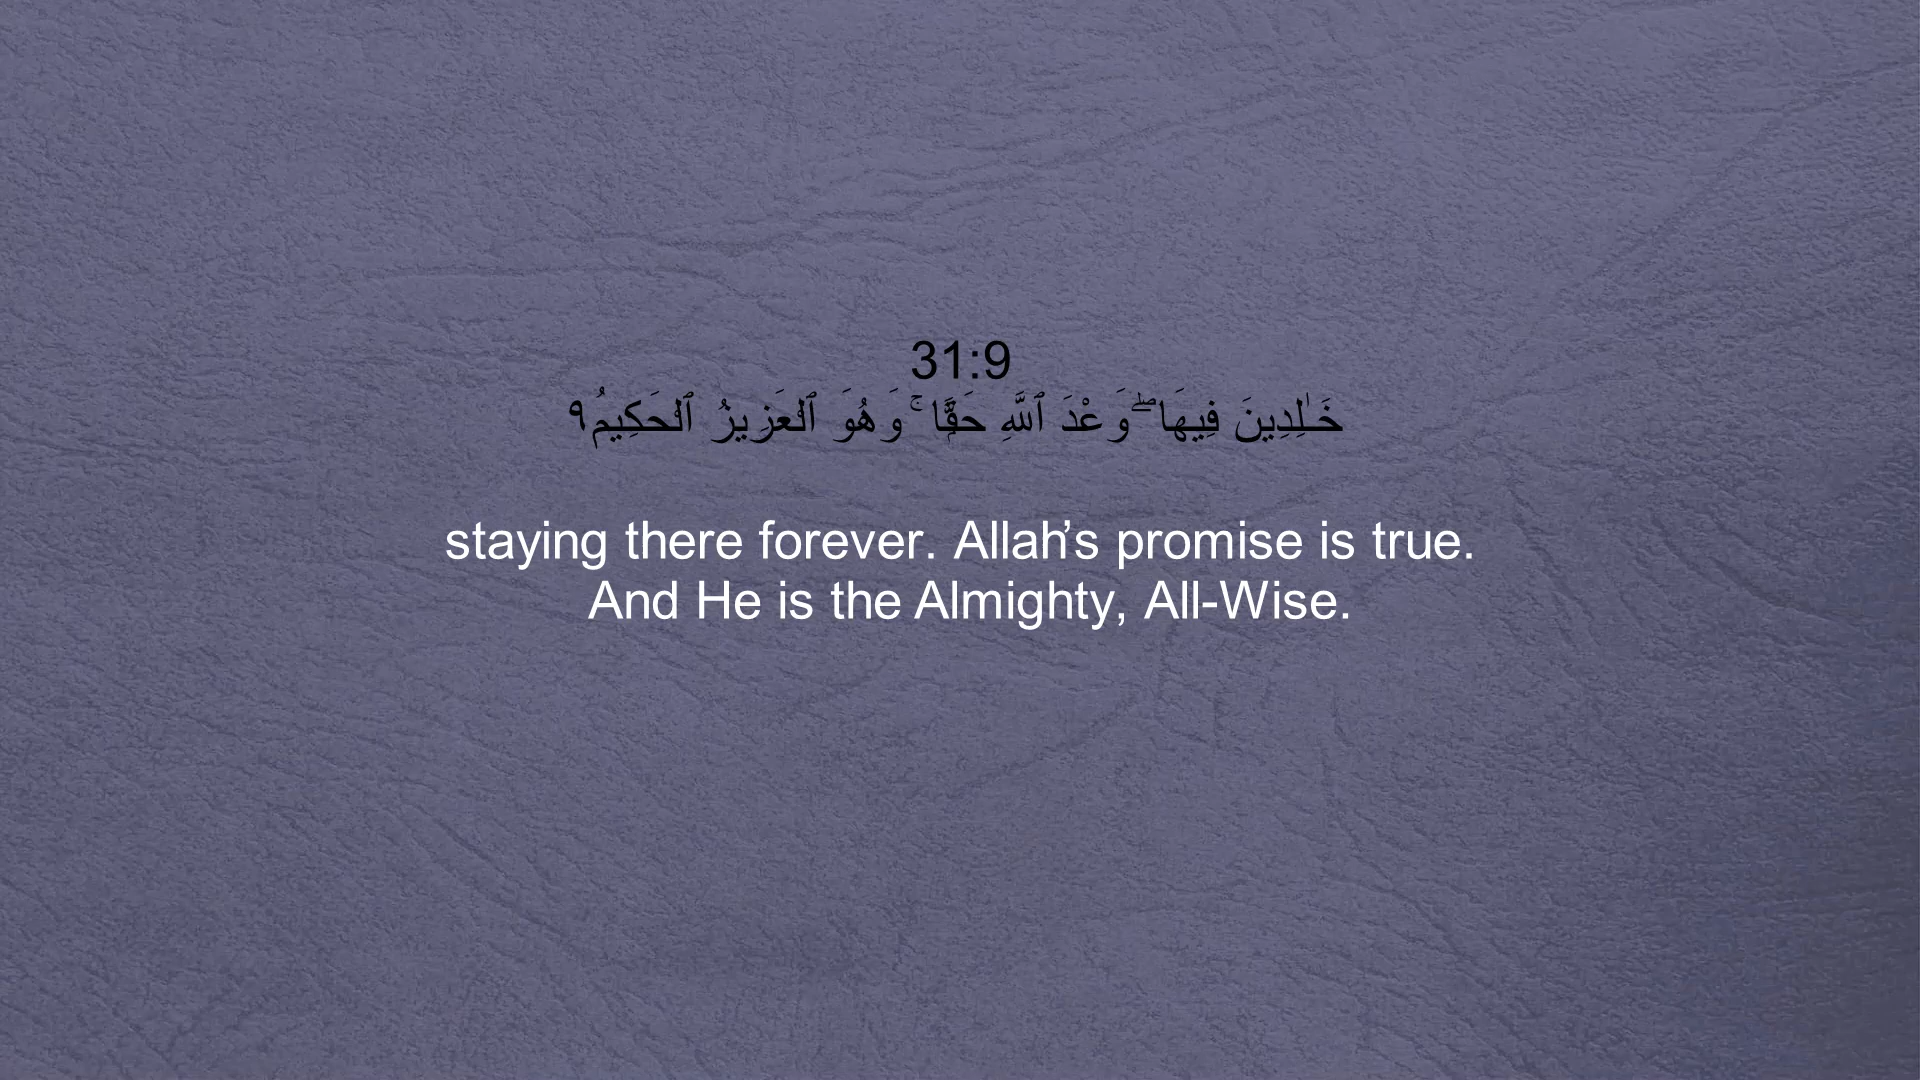 31:9
خَـٰلِدِينَ فِيهَا ۖ وَعْدَ ٱللَّهِ حَقًّۭا ۚ وَهُوَ ٱلْعَزِيزُ ٱلْحَكِيمُ ٩
staying there forever. Allah’s promise is true.
And He is the Almighty, All-Wise.